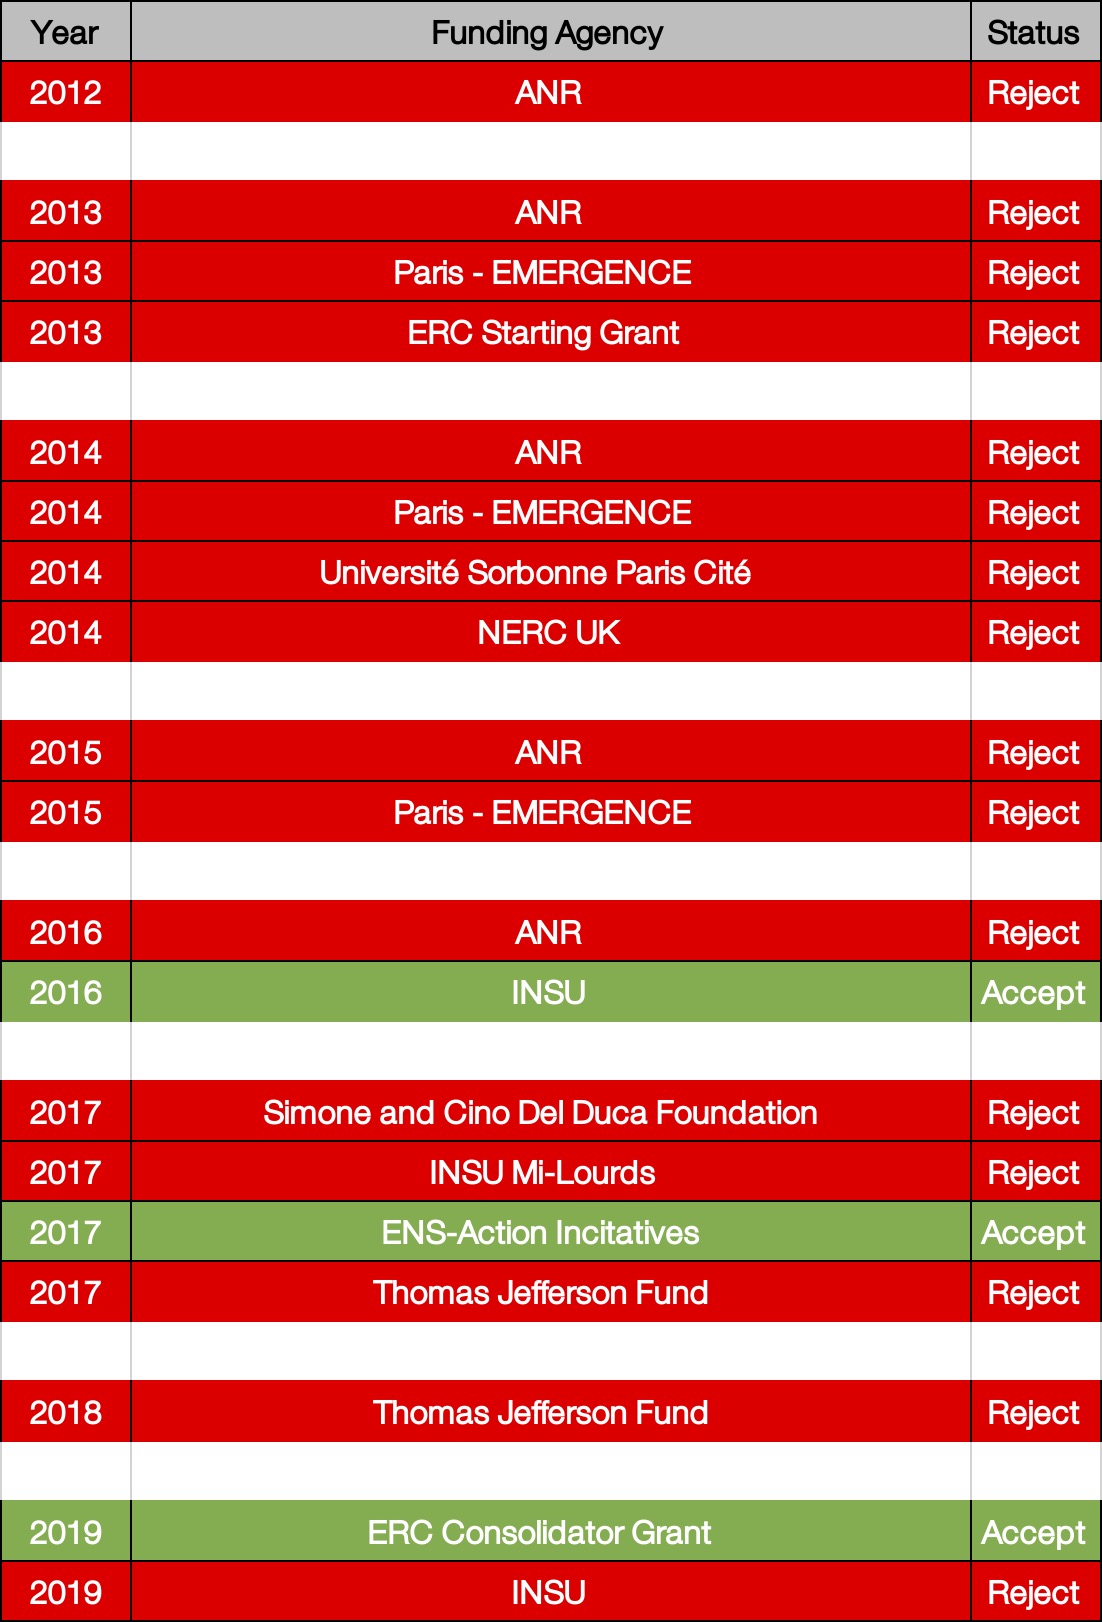 Year Funding Agency Status
2012 ANR Reject
2013 ANR Reject
2013 Paris - EMERGENCE Reject
2013 ERC Starting Grant Reject
2014 ANR Reject
2014 Paris - EMERGENCE Reject
2014 Université Sorbonne Paris Cité Reject
2014 NERC UK Reject
2015 ANR Reject
2015 Paris - EMERGENCE Reject
2016 ANR Reject
2016 INSU Accept
2017 Simone and Cino Del Duca Foundation Reject
2017 INSU Mi-Lourds Reject
2017 ENS-Action Incitatives Accept
2017 Thomas Jefferson Fund Reject
2018 Thomas Jefferson Fund Reject
2019 ERC Consolidator Grant Accept
2019 INSU Reject